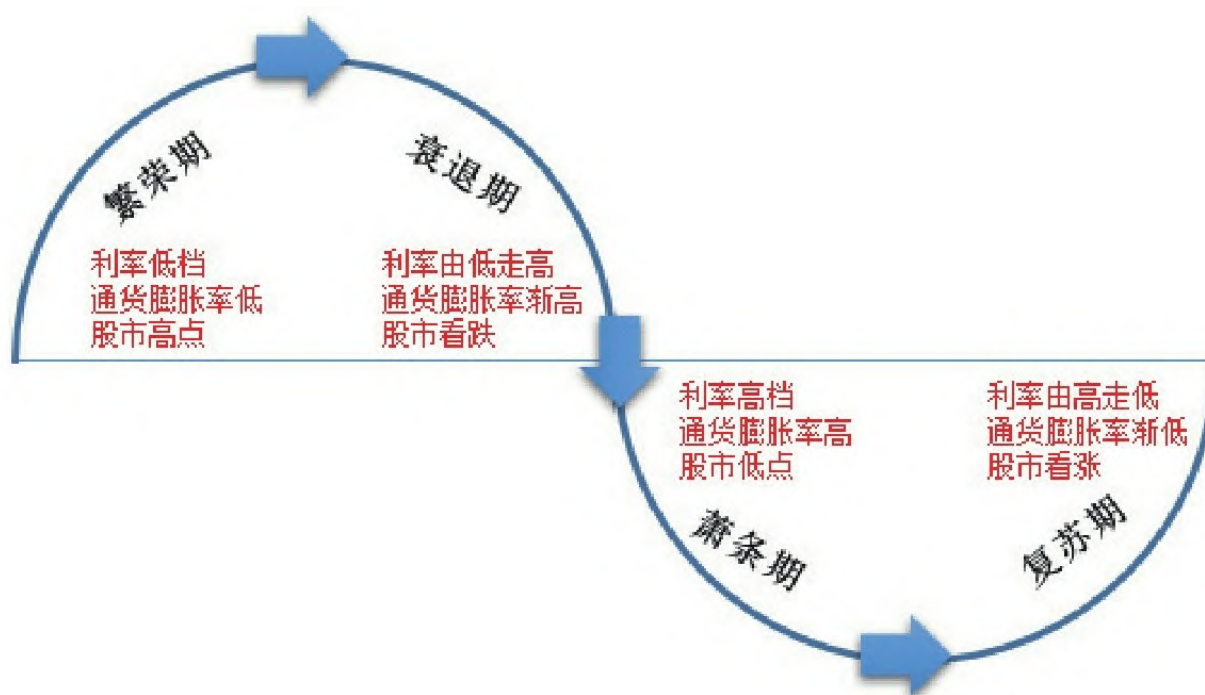 繁荣期
利率低档
通货膨胀率低
股市高点
衰退期
利率由低走高
通货膨胀率渐高
股市看跌
利率高档
通货膨胀率高
股市低点
萧条期
利率由高走低
通货膨胀率渐低
股市看涨
复苏期